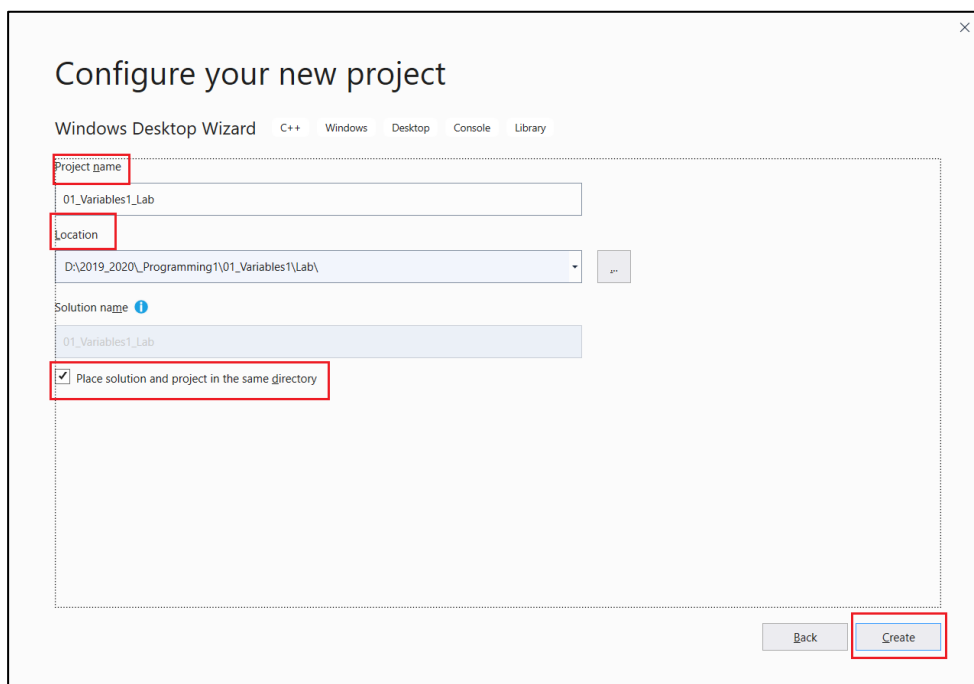 Configure your new project
Windows Desktop Wizard C++ Windows Desktop Console Library
Project name
01_Variables1_Lab
Location
D:\2019_2020\_Programming1\01_Variables1\Lab\
...
Solution name
01_Variables1_Lab
Place solution and project in the same directory
Back Create